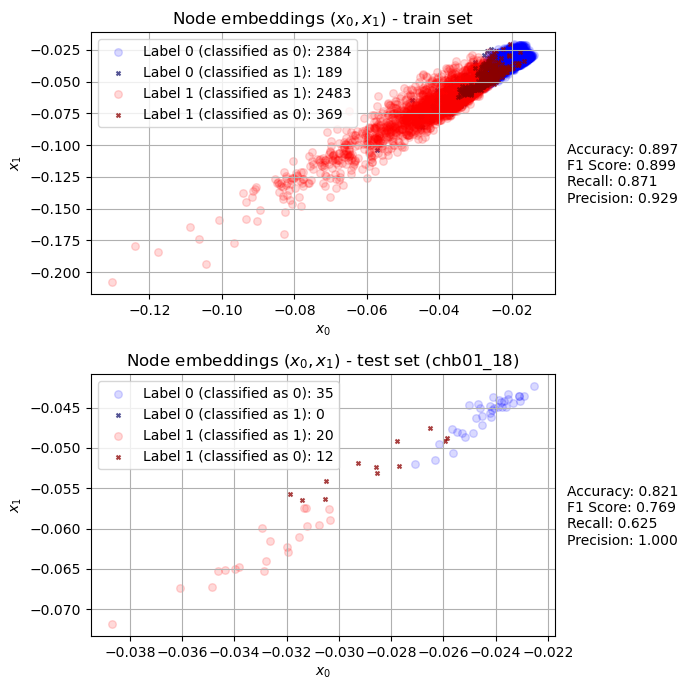 Node embeddings (x₀, x₁) - train set
Label 0 (classified as 0): 2384
Label 0 (classified as 1): 189
Label 1 (classified as 1): 2483
Label 1 (classified as 0): 369
−0.025
−0.050
−0.075
−0.100
−0.125
−0.150
−0.175
−0.200
x₁
Accuracy: 0.897
F1 Score: 0.899
Recall: 0.871
Precision: 0.929
−0.12 −0.10 −0.08 −0.06 −0.04 −0.02
x₀
Node embeddings (x₀, x₁) - test set (chb01_18)
Label 0 (classified as 0): 35
Label 0 (classified as 1): 0
Label 1 (classified as 1): 20
Label 1 (classified as 0): 12
−0.045
−0.050
−0.055
−0.060
−0.065
−0.070
x₁
Accuracy: 0.821
F1 Score: 0.769
Recall: 0.625
Precision: 1.000
−0.038 −0.036 −0.034 −0.032 −0.030 −0.028 −0.026 −0.024 −0.022
x₀